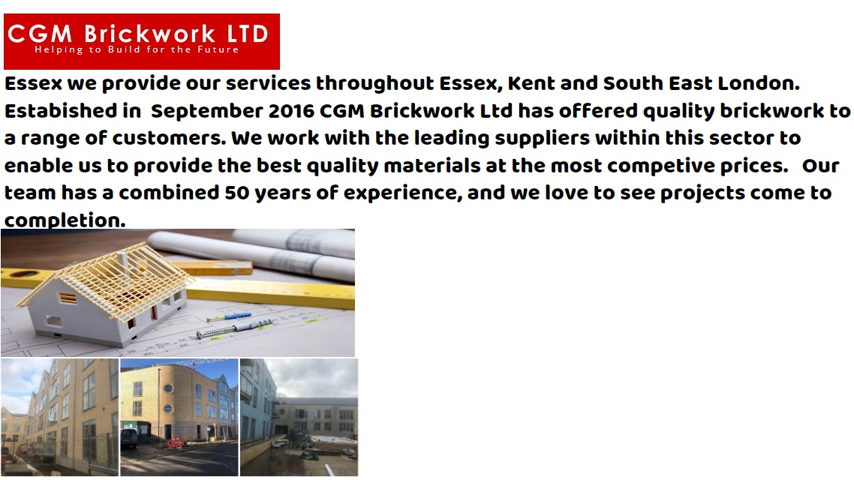 CGM Brickwork LTD
Helping to Build for the Future
Essex we provide our services throughout Essex, Kent and South East London.
Estabished in September 2016 CGM Brickwork Ltd has offered quality brickwork to
a range of customers. We work with the leading suppliers within this sector to
enable us to provide the best quality materials at the most competive prices. Our
team has a combined 50 years of experience, and we love to see projects come to
completion.